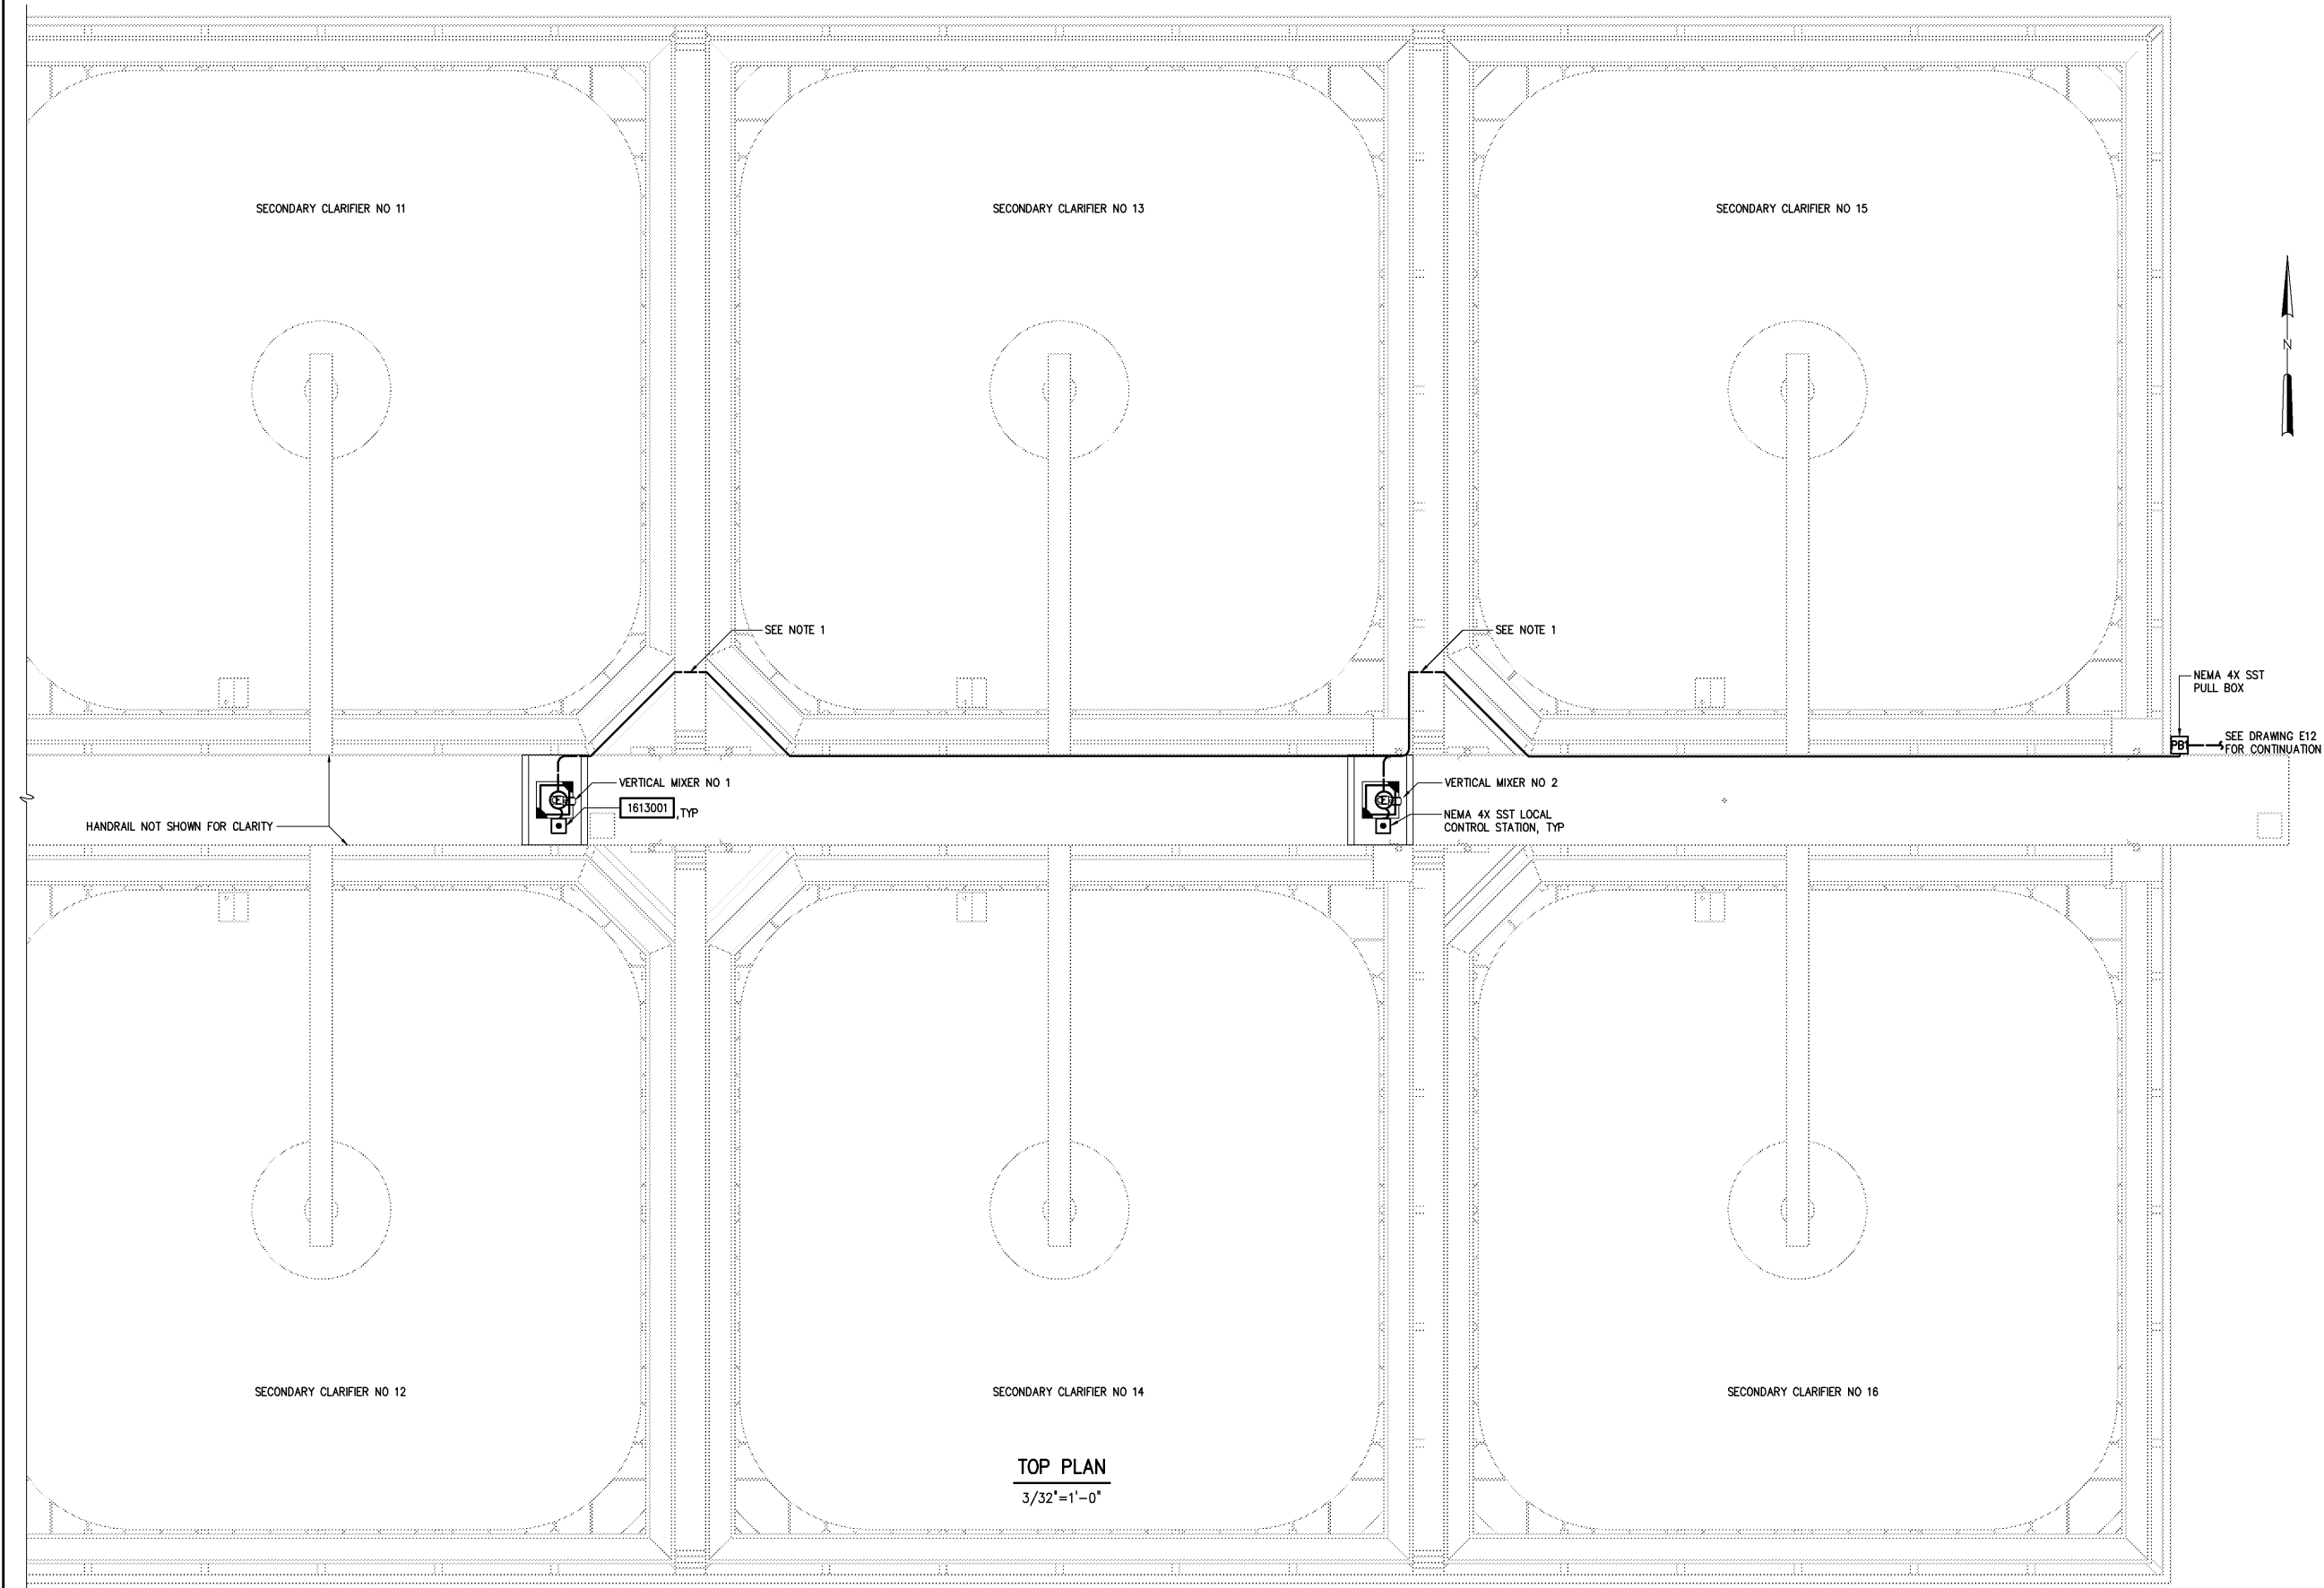 SECONDARY CLARIFIER NO 11
SECONDARY CLARIFIER NO 13
SECONDARY CLARIFIER NO 15
N
SEE NOTE 1
SEE NOTE 1
NEMA 4X SST
PULL BOX
PB1
SEE DRAWING E12
FOR CONTINUATION
VERTICAL MIXER NO 1
1613001 ,TYP
VERTICAL MIXER NO 2
NEMA 4X SST LOCAL
CONTROL STATION, TYP
HANDRAIL NOT SHOWN FOR CLARITY
SECONDARY CLARIFIER NO 12
SECONDARY CLARIFIER NO 14
SECONDARY CLARIFIER NO 16
TOP PLAN
3/32"=1'-0"